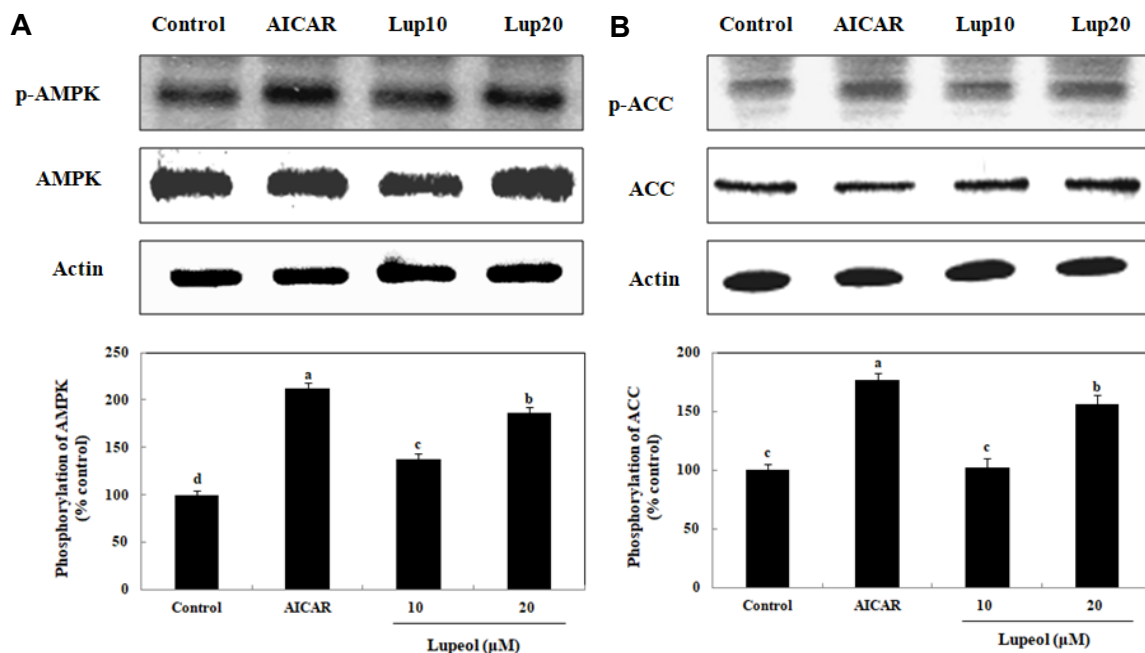 A
Control AICAR Lup10 Lup20
p-AMPK
AMPK
Actin
Phosphorylation of AMPK
(% control)
250
200
150
100
50
0
d
a
c
b
Control AICAR 10 20
Lupeol (µM)
B
Control AICAR Lup10 Lup20
p-ACC
ACC
Actin
Phosphorylation of ACC
(% control)
200
150
100
50
0
c
a
c
b
Control AICAR 10 20
Lupeol (µM)